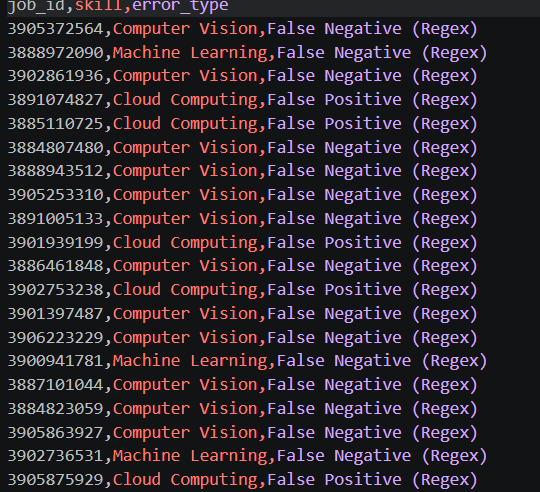 job_id,skill,error_type
3905372564,Computer Vision,False Negative (Regex)
3888972090,Machine Learning,False Negative (Regex)
3902861936,Computer Vision,False Negative (Regex)
3891074827,Cloud Computing,False Positive (Regex)
3885110725,Cloud Computing,False Positive (Regex)
3884807480,Computer Vision,False Negative (Regex)
3888943512,Computer Vision,False Negative (Regex)
3905253310,Computer Vision,False Negative (Regex)
3891005133,Computer Vision,False Negative (Regex)
3901939199,Cloud Computing,False Positive (Regex)
3886461848,Computer Vision,False Negative (Regex)
3902753238,Cloud Computing,False Positive (Regex)
3901397487,Computer Vision,False Negative (Regex)
3906223229,Computer Vision,False Negative (Regex)
3900941781,Machine Learning,False Negative (Regex)
3887101044,Computer Vision,False Negative (Regex)
3884823059,Computer Vision,False Negative (Regex)
3905863927,Computer Vision,False Negative (Regex)
3902736531,Machine Learning,False Negative (Regex)
3905875929,Cloud Computing,False Positive (Regex)